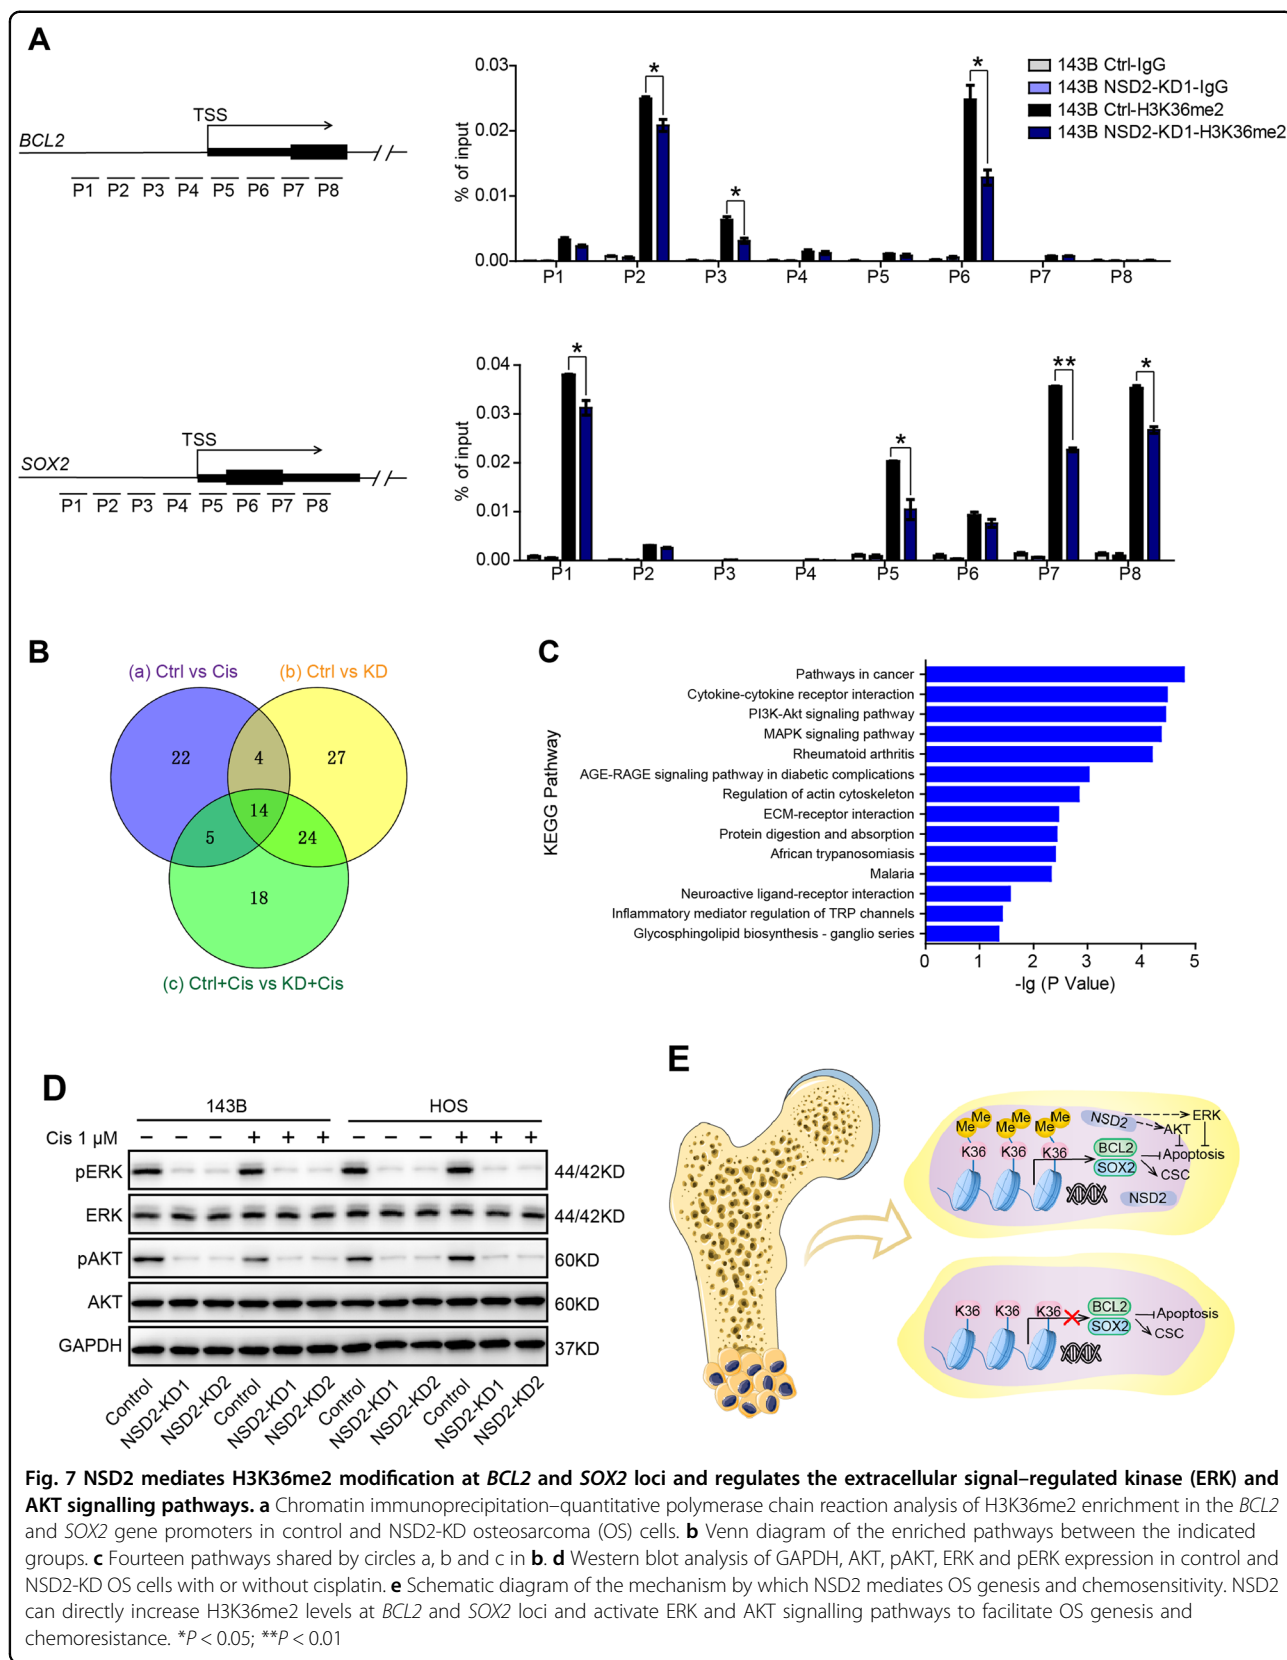 A
BCL2
TSS
P1 P2 P3 P4 P5 P6 P7 P8
% of input
0.03
0.02
0.01
0.00
* * *
P1 P2 P3 P4 P5 P6 P7 P8
143B Ctrl-IgG
143B NSD2-KD1-IgG
143B Ctrl-H3K36me2
143B NSD2-KD1-H3K36me2
SOX2
TSS
P1 P2 P3 P4 P5 P6 P7 P8
% of input
0.04
0.03
0.02
0.01
0.00
* * ** *
P1 P2 P3 P4 P5 P6 P7 P8
B
(a) Ctrl vs Cis (b) Ctrl vs KD
22 4 27
14
5 24
18
(c) Ctrl+Cis vs KD+Cis
C
KEGG Pathway
Pathways in cancer
Cytokine-cytokine receptor interaction
PI3K-Akt signaling pathway
MAPK signaling pathway
Rheumatoid arthritis
AGE-RAGE signaling pathway in diabetic complications
Regulation of actin cytoskeleton
ECM-receptor interaction
Protein digestion and absorption
African trypanosomiasis
Malaria
Neuroactive ligand-receptor interaction
Inflammatory mediator regulation of TRP channels
Glycosphingolipid biosynthesis - ganglio series
0 1 2 3 4 5
-lg (P Value)
D
143B HOS
Cis 1 μM − − − + + + − − − + + +
pERK 44/42KD
ERK 44/42KD
pAKT 60KD
AKT 60KD
GAPDH 37KD
Control NSD2-KD1 NSD2-KD2 Control NSD2-KD1 NSD2-KD2 Control NSD2-KD1 NSD2-KD2 Control NSD2-KD1 NSD2-KD2
E
Me Me Me Me Me Me
K36 K36 K36
NSD2 ERK
AKT
BCL2 Apoptosis
SOX2 CSC
NSD2
K36 K36 K36
BCL2 Apoptosis
SOX2 CSC
Fig. 7 NSD2 mediates H3K36me2 modification at BCL2 and SOX2 loci and regulates the extracellular signal–regulated kinase (ERK) and
AKT signalling pathways. a Chromatin immunoprecipitation–quantitative polymerase chain reaction analysis of H3K36me2 enrichment in the BCL2
and SOX2 gene promoters in control and NSD2-KD osteosarcoma (OS) cells. b Venn diagram of the enriched pathways between the indicated
groups. c Fourteen pathways shared by circles a, b and c in b. d Western blot analysis of GAPDH, AKT, pAKT, ERK and pERK expression in control and
NSD2-KD OS cells with or without cisplatin. e Schematic diagram of the mechanism by which NSD2 mediates OS genesis and chemosensitivity. NSD2
can directly increase H3K36me2 levels at BCL2 and SOX2 loci and activate ERK and AKT signalling pathways to facilitate OS genesis and
chemoresistance. *P < 0.05; **P < 0.01